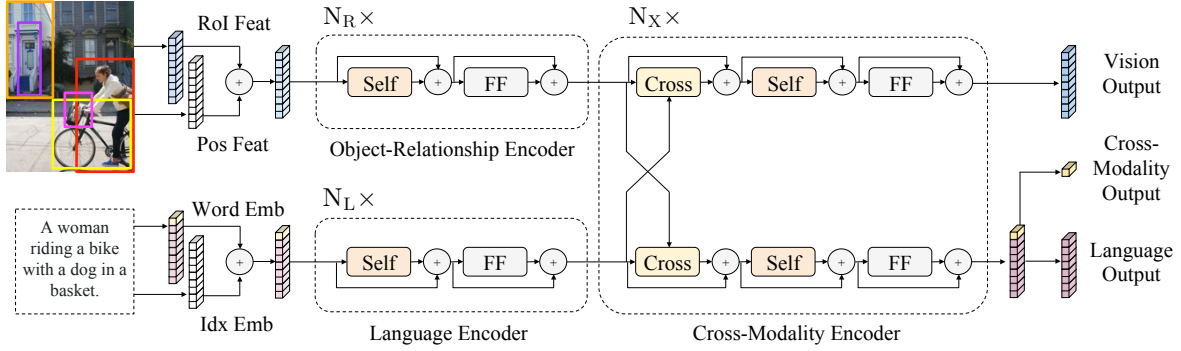 RoI Feat
Pos Feat
N_R ×
Self
+
FF
+
+
Object-Relationship Encoder
N_X ×
Cross
+
Self
+
FF
+
Vision
Output
Cross-
Modality
Output
A woman
riding a bike
with a dog in a
basket.
Word Emb
Idx Emb
+
N_L ×
Self
+
FF
+
Language Encoder
Cross
+
Self
+
FF
+
Cross-Modality Encoder
Language
Output